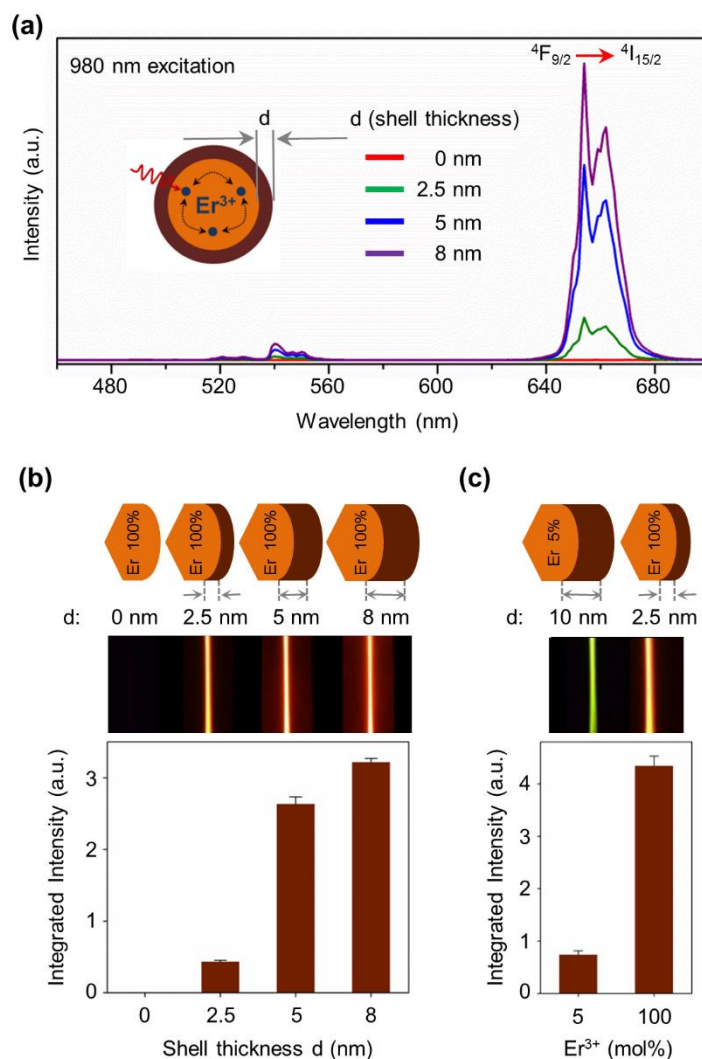 (a)
980 nm excitation
⁴F9/2 → ⁴I15/2
d
d (shell thickness)
0 nm
2.5 nm
5 nm
8 nm
Er³⁺
Intensity (a.u.)
480 520 560 600 640 680
Wavelength (nm)
(b)
Er 100% Er 100% Er 100% Er 100%
d: 0 nm 2.5 nm 5 nm 8 nm
Integrated Intensity (a.u.)
3
2
1
0
0 2.5 5 8
Shell thickness d (nm)
(c)
Er 5% Er 100%
d: 10 nm 2.5 nm
Integrated Intensity (a.u.)
4
3
2
1
0
5 100
Er³⁺ (mol%)